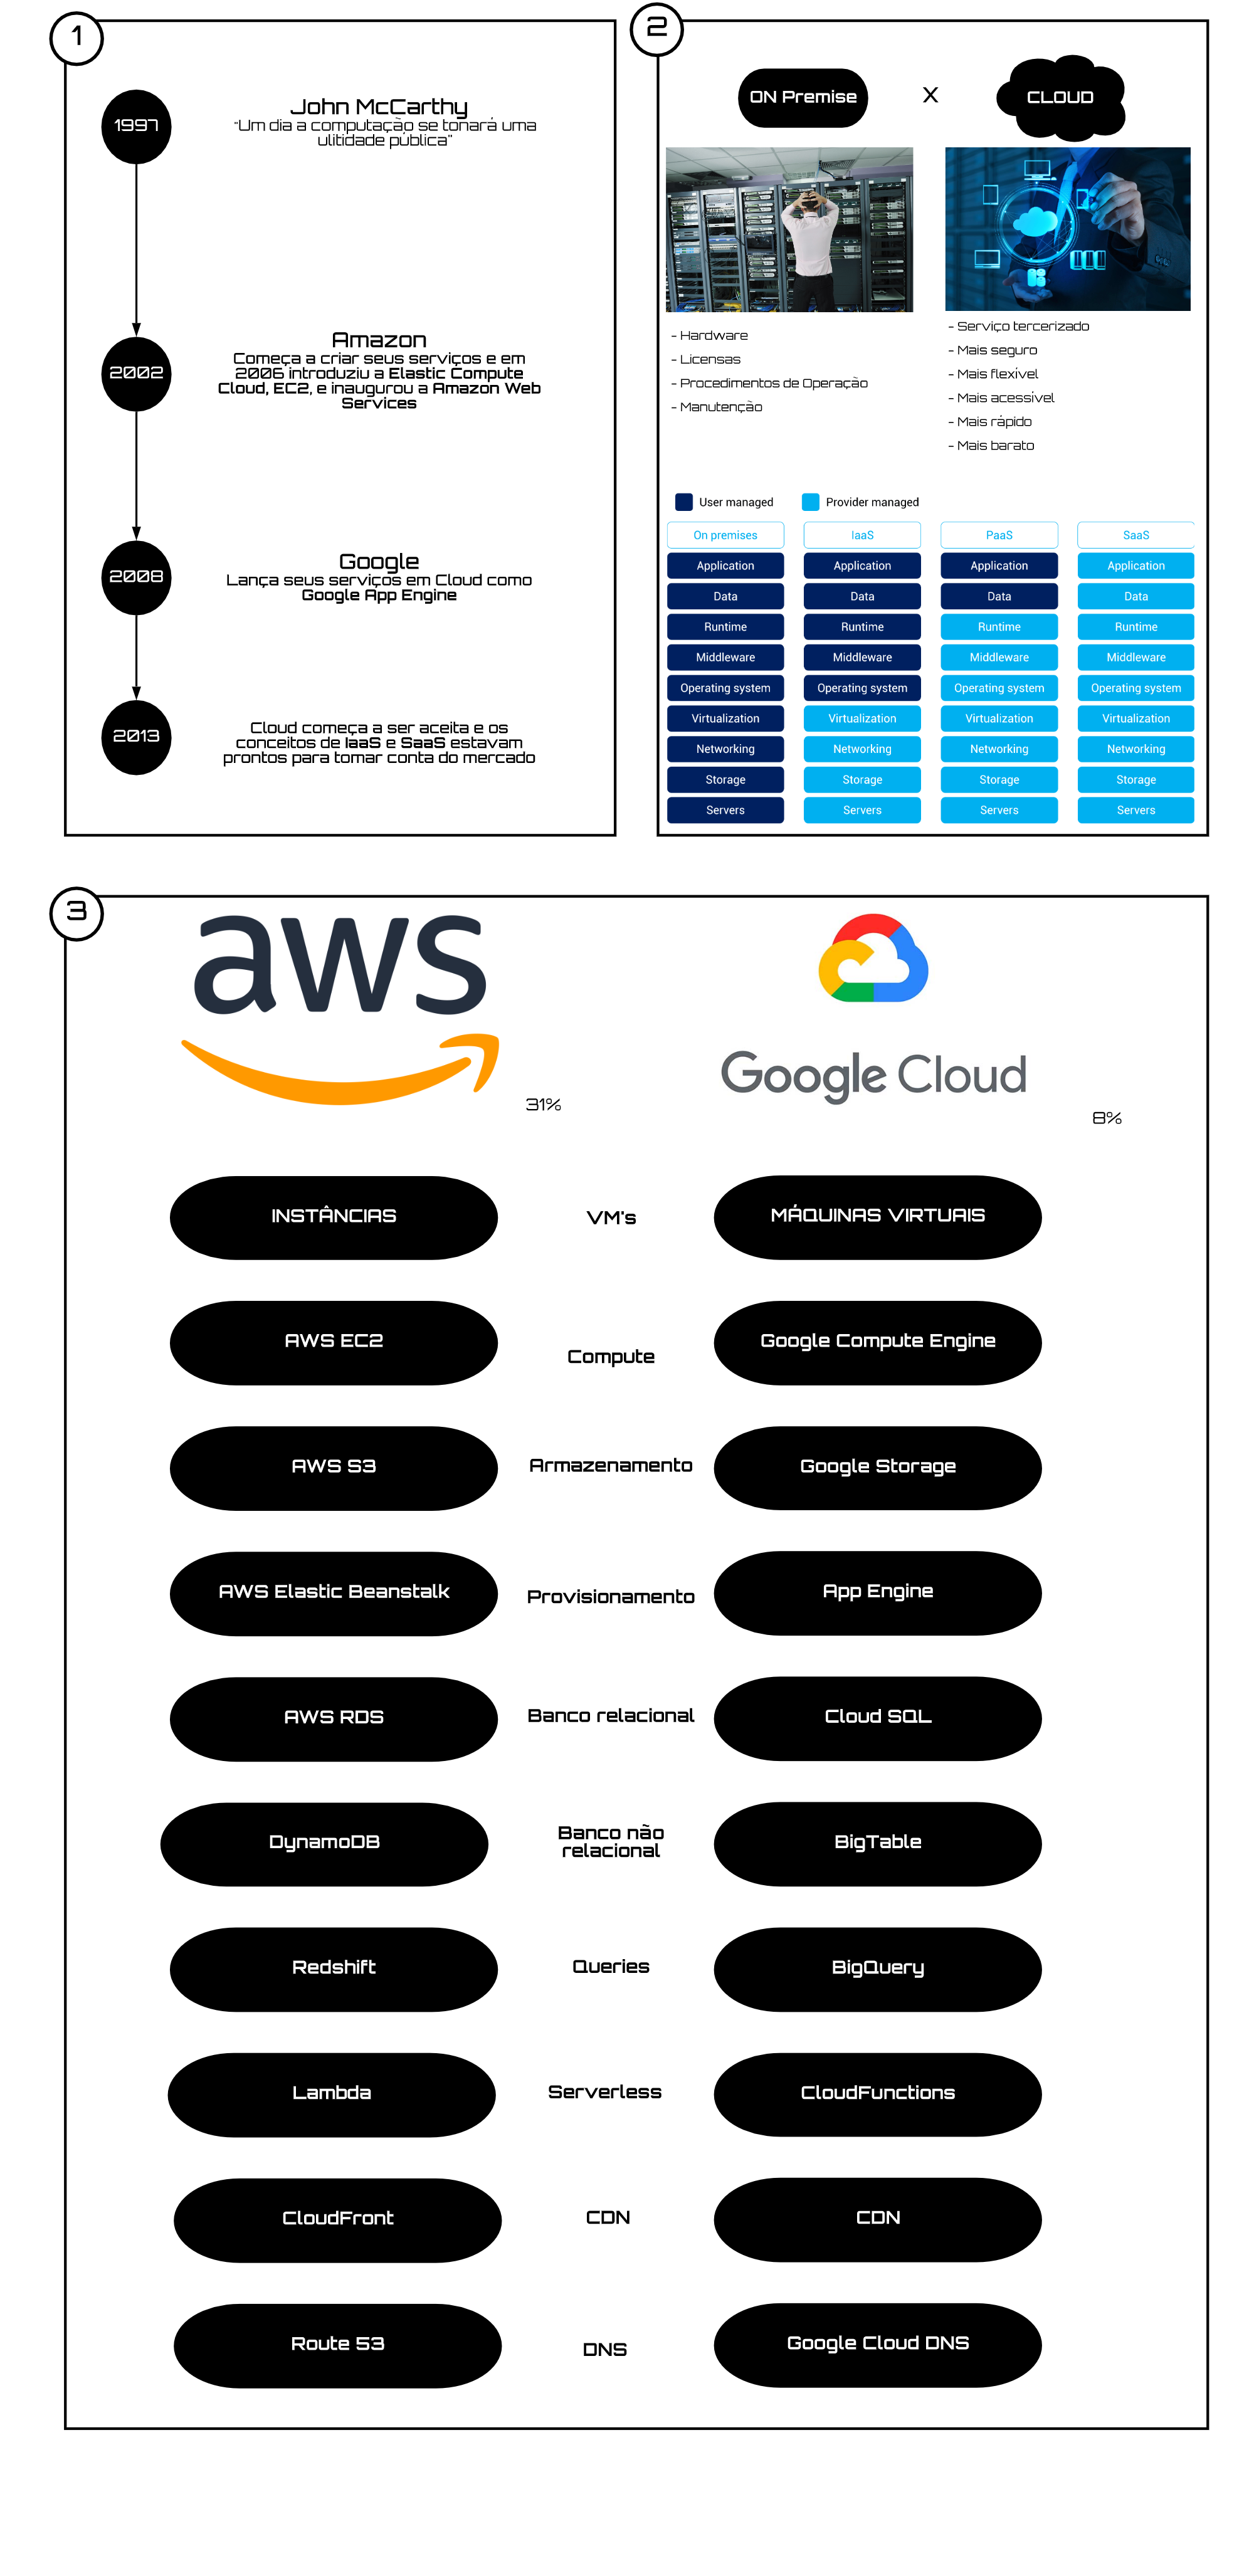 1
1997
John McCarthy
"Um dia a computação se tonará uma
ulitidade pública"
2002
Amazon
Começa a criar seus serviços e em
2006 introduziu a Elastic Compute
Cloud, EC2, e inaugurou a Amazon Web
Services
2008
Google
Lança seus serviços em Cloud como
Google App Engine
2013
Cloud começa a ser aceita e os
conceitos de IaaS e SaaS estavam
prontos para tomar conta do mercado
2
ON Premise
X
CLOUD
- Hardware
- Licensas
- Procedimentos de Operação
- Manutenção
- Serviço tercerizado
- Mais seguro
- Mais flexível
- Mais acessível
- Mais rápido
- Mais barato
User managed Provider managed
On premises IaaS PaaS SaaS
Application Application Application Application
Data Data Data Data
Runtime Runtime Runtime Runtime
Middleware Middleware Middleware Middleware
Operating system Operating system Operating system Operating system
Virtualization Virtualization Virtualization Virtualization
Networking Networking Networking Networking
Storage Storage Storage Storage
Servers Servers Servers Servers
3
aws
31%
Google Cloud
8%
INSTÂNCIAS VM's MÁQUINAS VIRTUAIS
AWS EC2 Compute Google Compute Engine
AWS S3 Armazenamento Google Storage
AWS Elastic Beanstalk Provisionamento App Engine
AWS RDS Banco relacional Cloud SQL
DynamoDB
Banco não
relacional
BigTable
Redshift Queries BigQuery
Lambda Serverless CloudFunctions
CloudFront CDN CDN
Route 53 DNS Google Cloud DNS